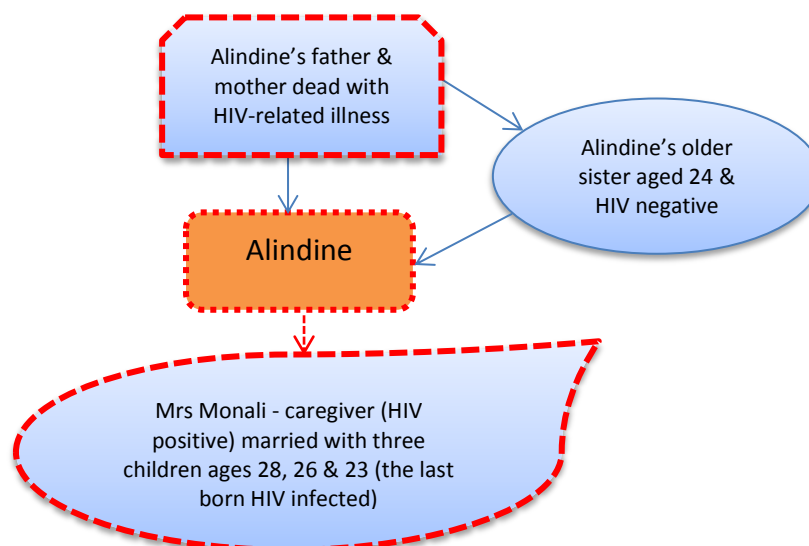 Alindine’s father &
mother dead with
HIV-related illness
Alindine’s older
sister aged 24 &
HIV negative
Alindine
Mrs Monali - caregiver (HIV
positive) married with three
children ages 28, 26 & 23 (the last
born HIV infected)